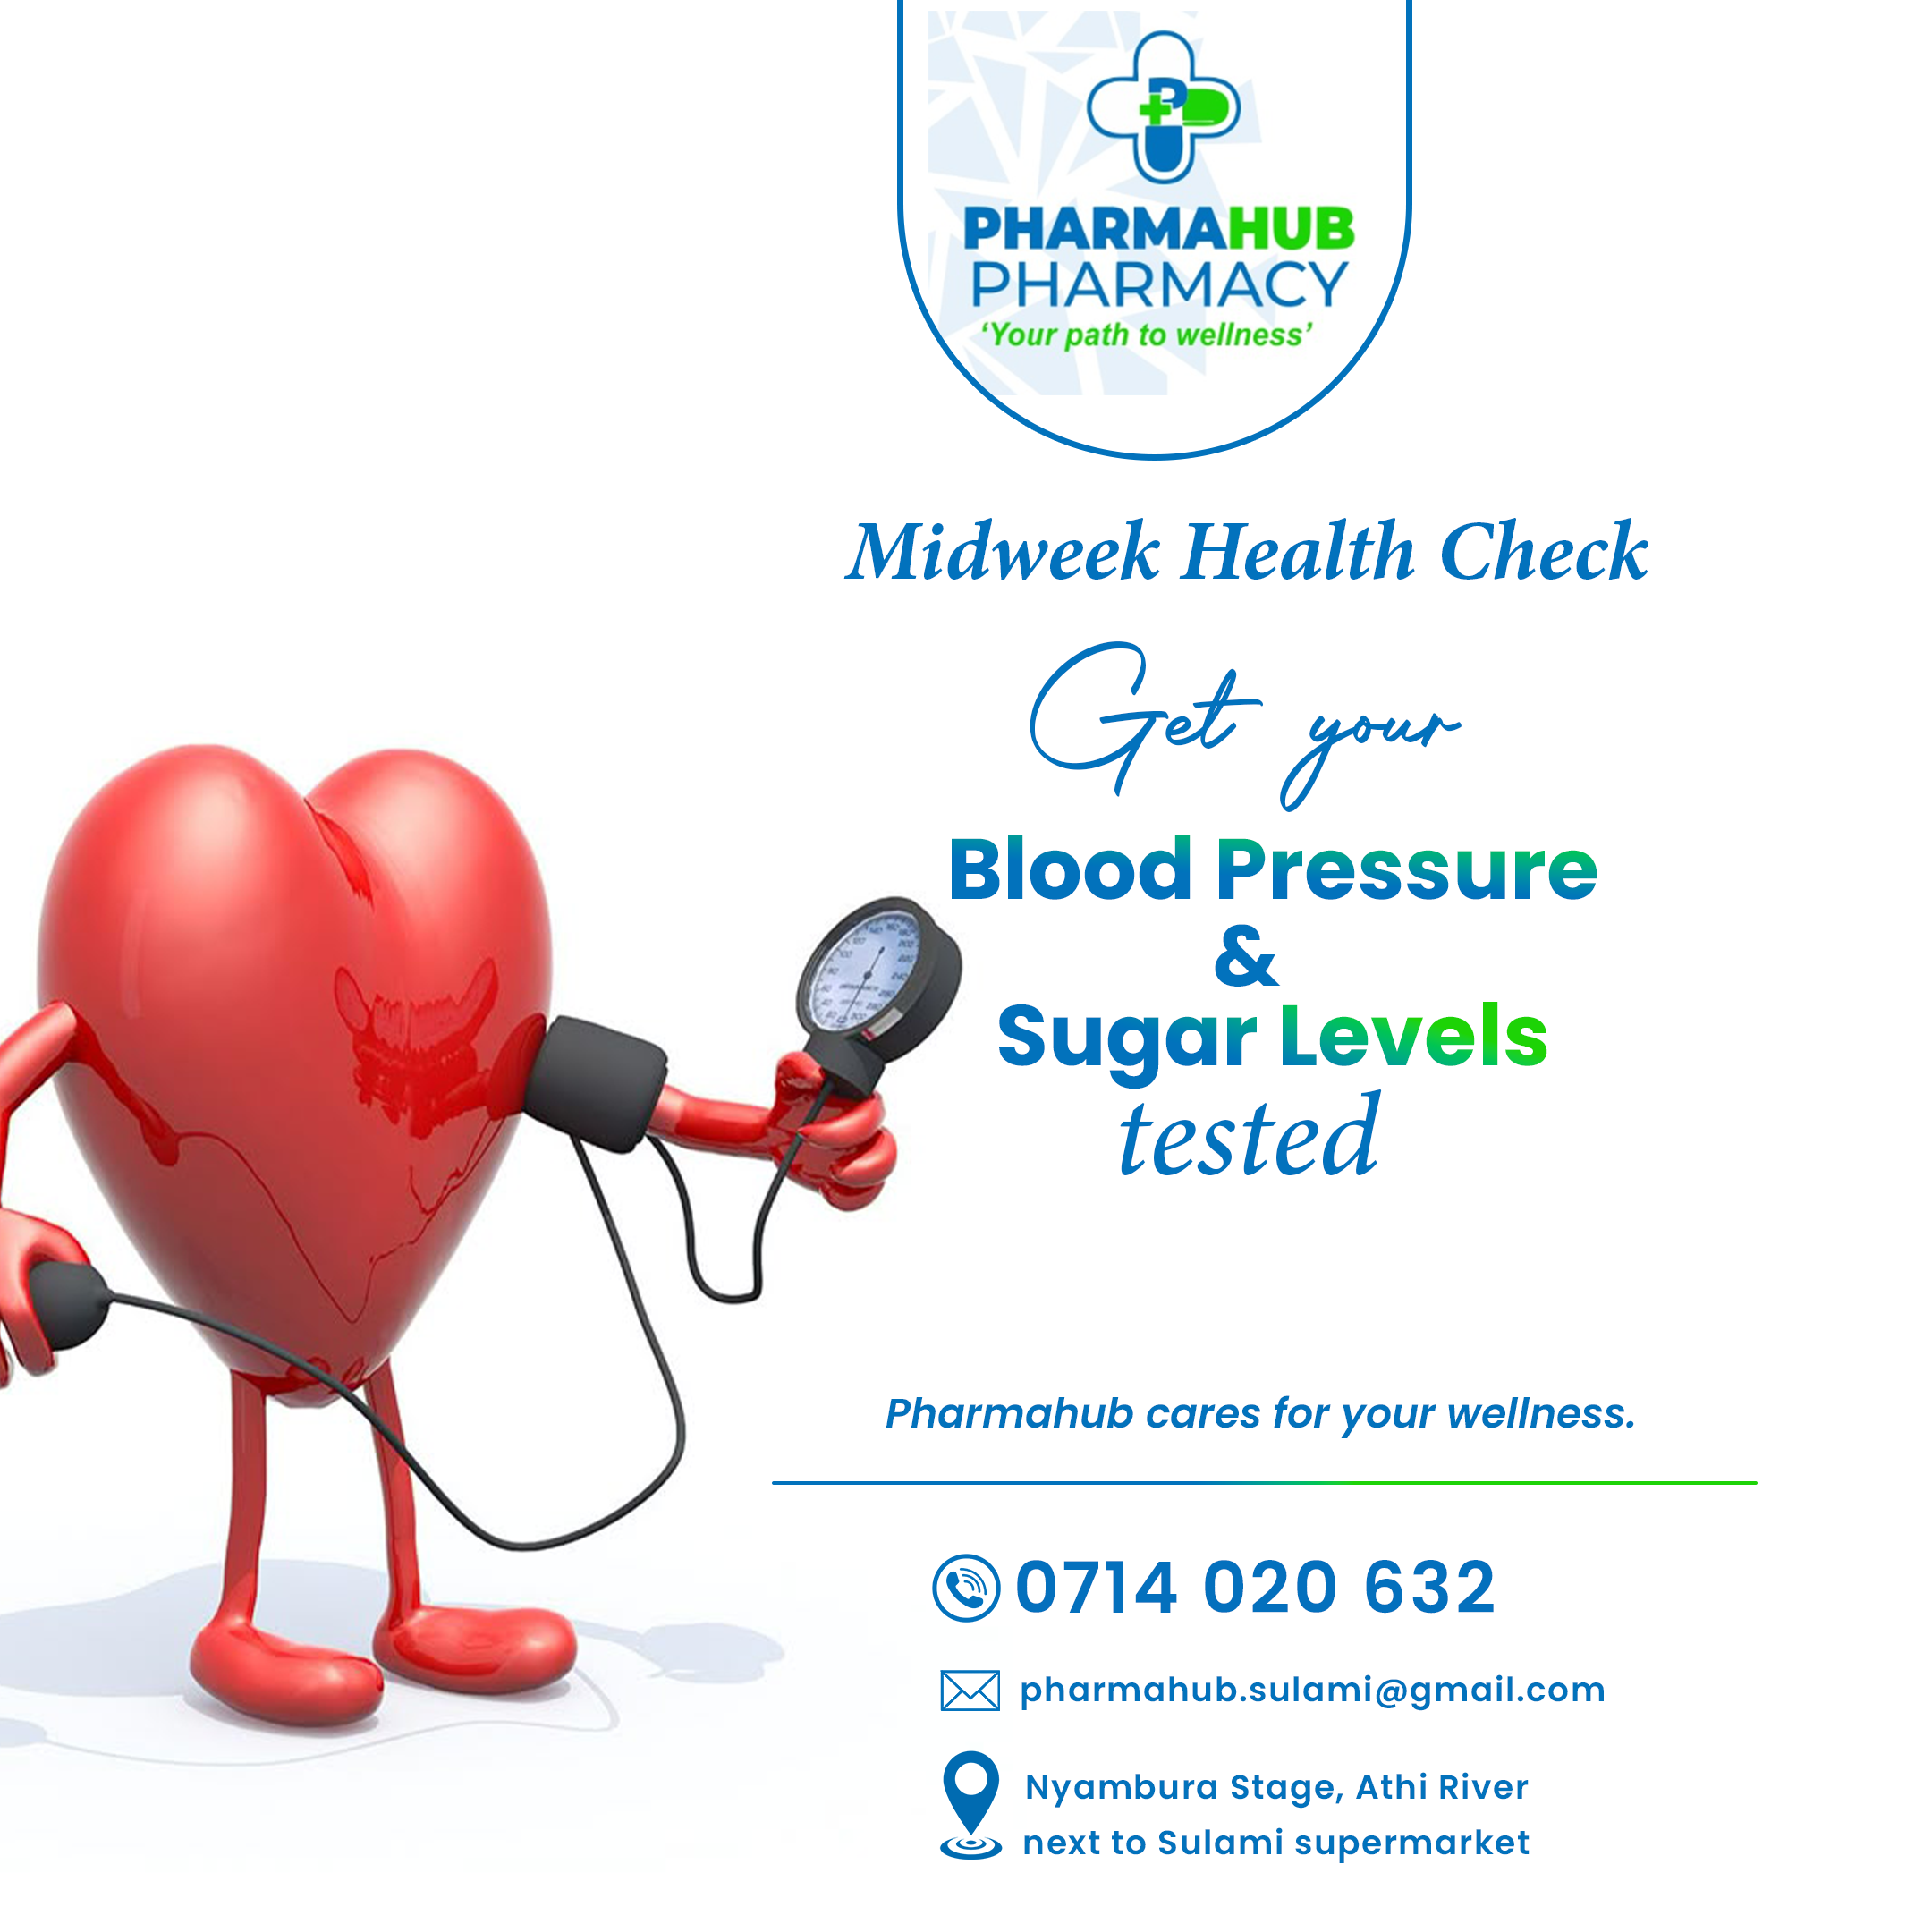 PHARMAHUB
PHARMACY
‘Your path to wellness’
Midweek Health Check
Get your
Blood Pressure
&
Sugar Levels
tested
Pharmahub cares for your wellness.
0714 020 632
pharmahub.sulami@gmail.com
Nyambura Stage, Athi River
next to Sulami supermarket